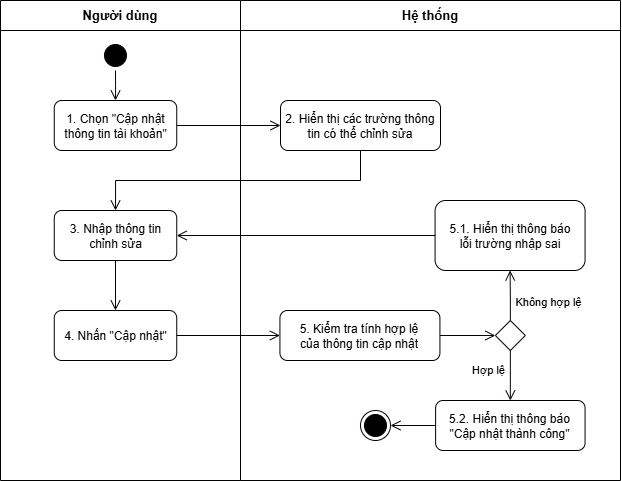 Người dùng
Hệ thống
1. Chọn "Cập nhật
thông tin tài khoản"
2. Hiển thị các trường thông
tin có thể chỉnh sửa
3. Nhập thông tin
chỉnh sửa
5.1. Hiển thị thông báo
lỗi trường nhập sai
Không hợp lệ
4. Nhấn "Cập nhật"
5. Kiểm tra tính hợp lệ
của thông tin cập nhật
Hợp lệ
5.2. Hiển thị thông báo
"Cập nhật thành công"